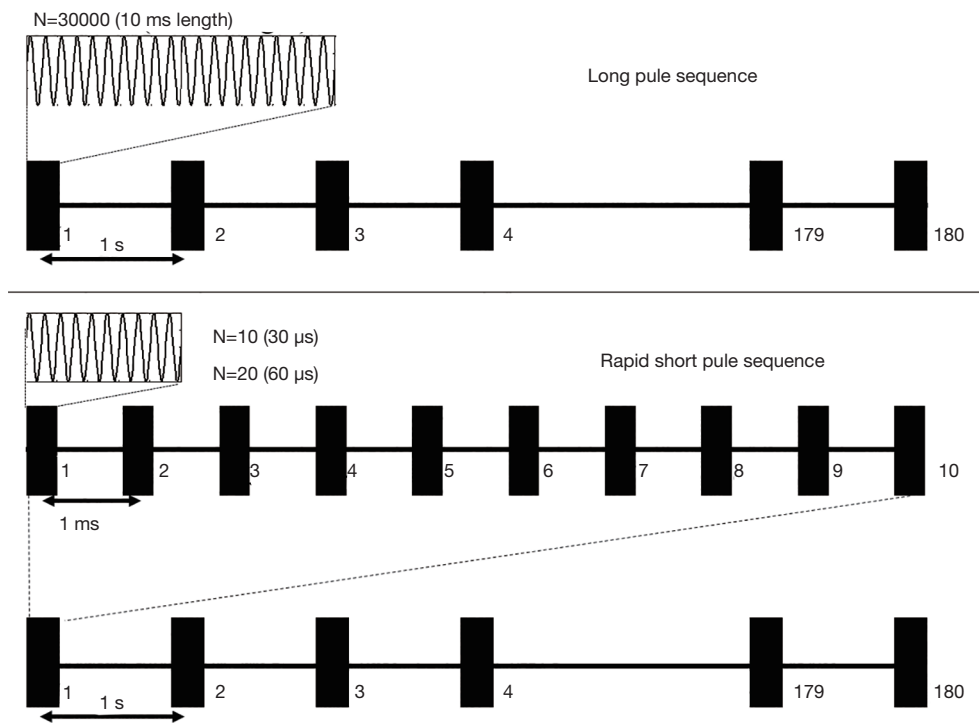 N=30000 (10 ms length)
Long pule sequence
1 2 3 4 179 180
1 s
N=10 (30 µs)
N=20 (60 µs)
Rapid short pule sequence
1 2 3 4 5 6 7 8 9 10
1 ms
1 2 3 4 179 180
1 s